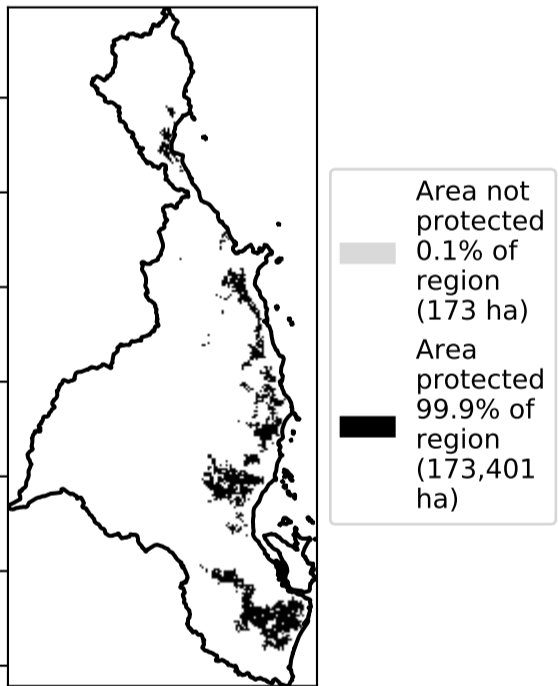 Area not
protected
0.1% of
region
(173 ha)
Area
protected
99.9% of
region
(173,401
ha)